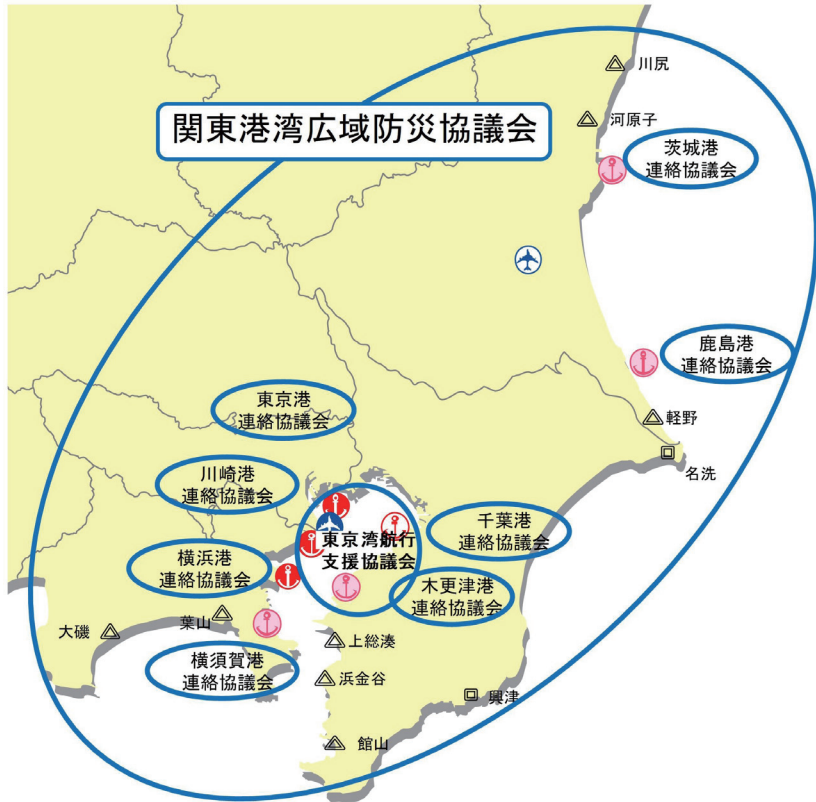 川尻
関東港湾広域防災協議会
河原子
茨城港
連絡協議会
鹿島港
連絡協議会
東京港
連絡協議会
軽野
名洗
川崎港
連絡協議会
千葉港
連絡協議会
東京湾航行
支援協議会
横浜港
連絡協議会
木更津港
連絡協議会
葉山
大磯
上総湊
横須賀港
連絡協議会
浜金谷
興津
館山